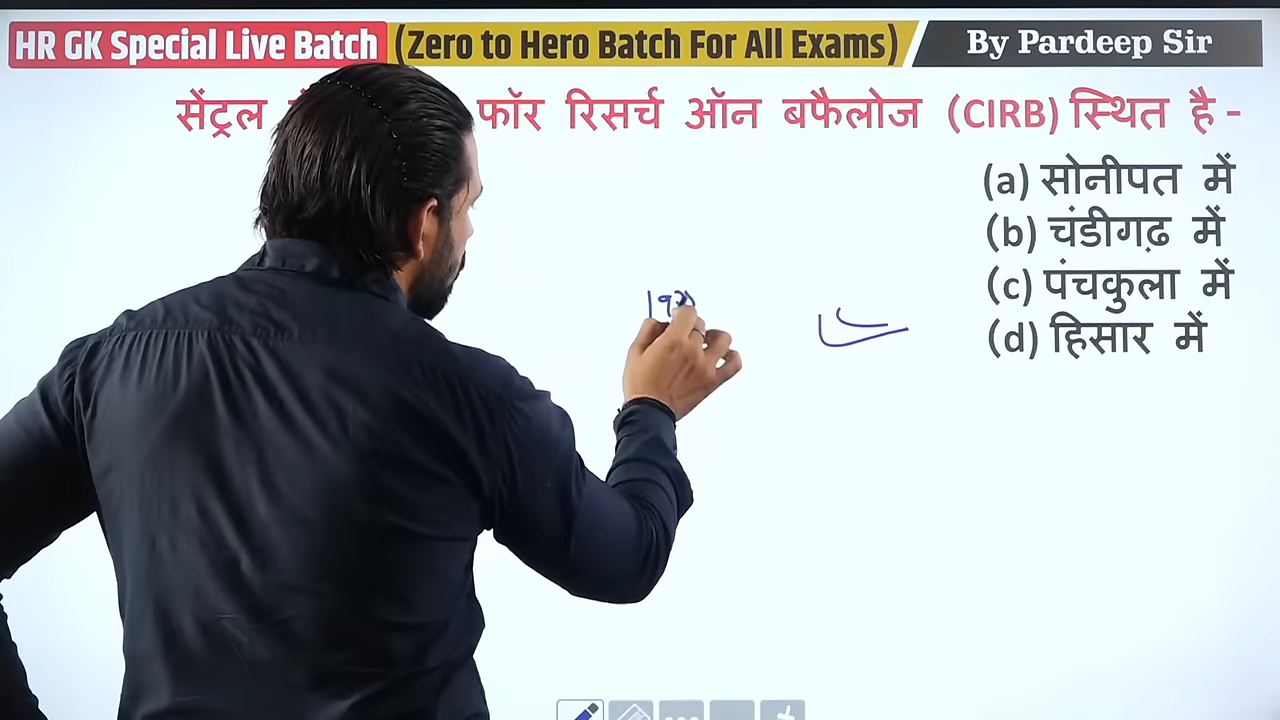 HR GK Special Live Batch (Zero to Hero Batch For All Exams) By Pardeep Sir
सेंट्रल फॉर रिसर्च ऑन बफैलोज (CIRB) स्थित है -
(a) सोनीपत में
(b) चंडीगढ़ में
(c) पंचकुला में
(d) हिसार में